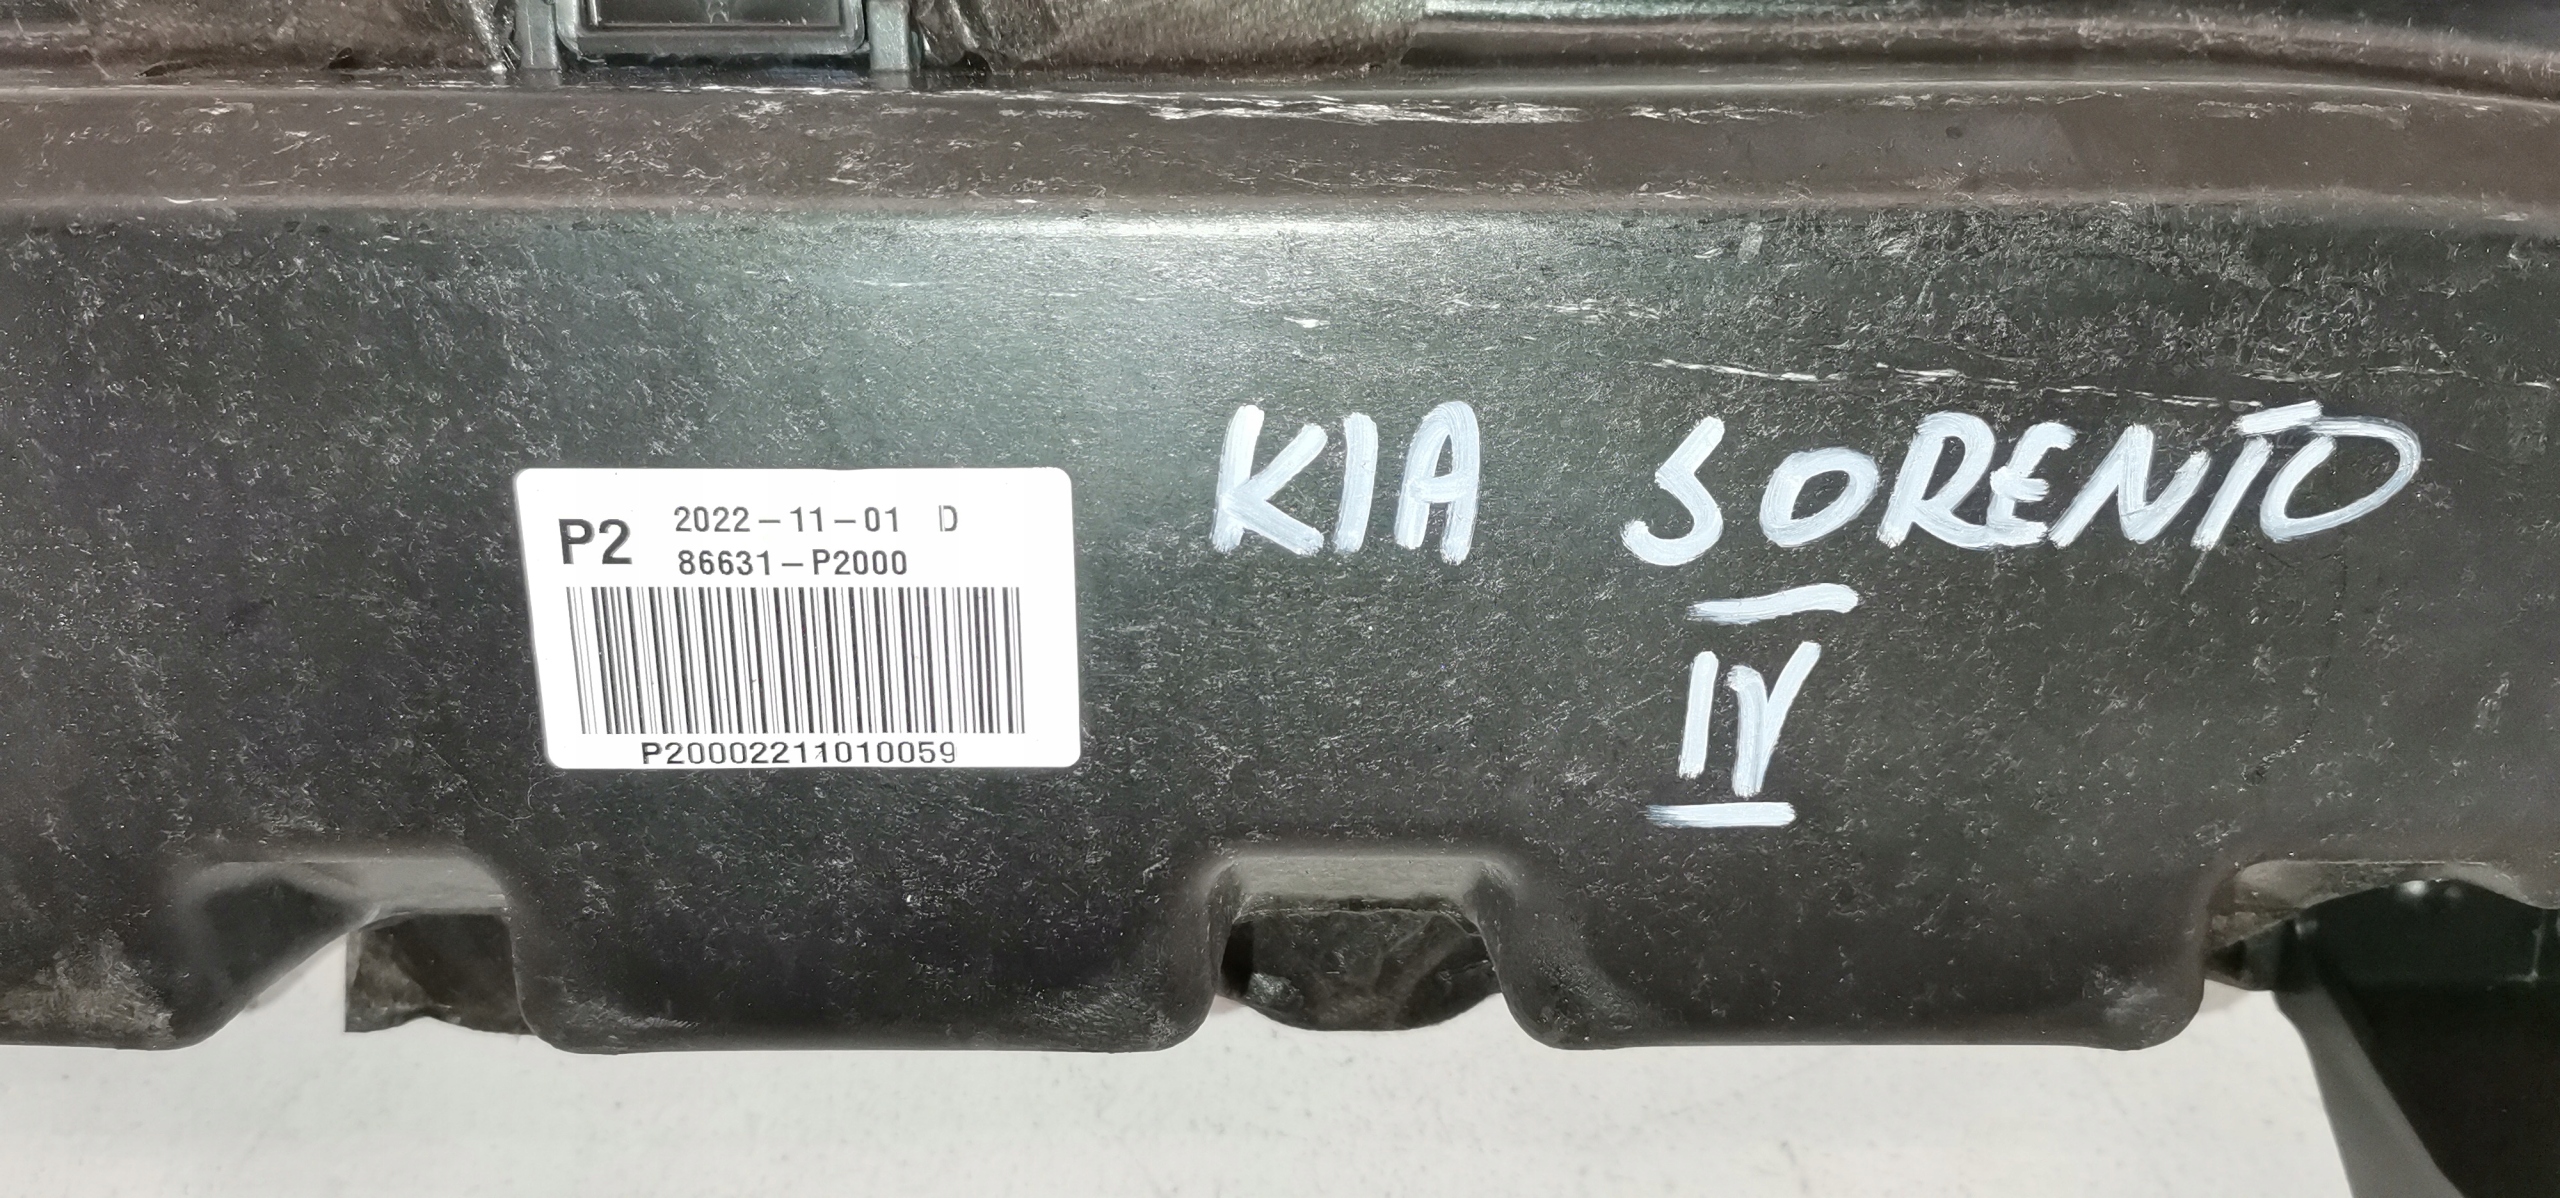 P2
2022-11-01 D
86631-P2000
P20002211010059
KIA SORENTO
IV